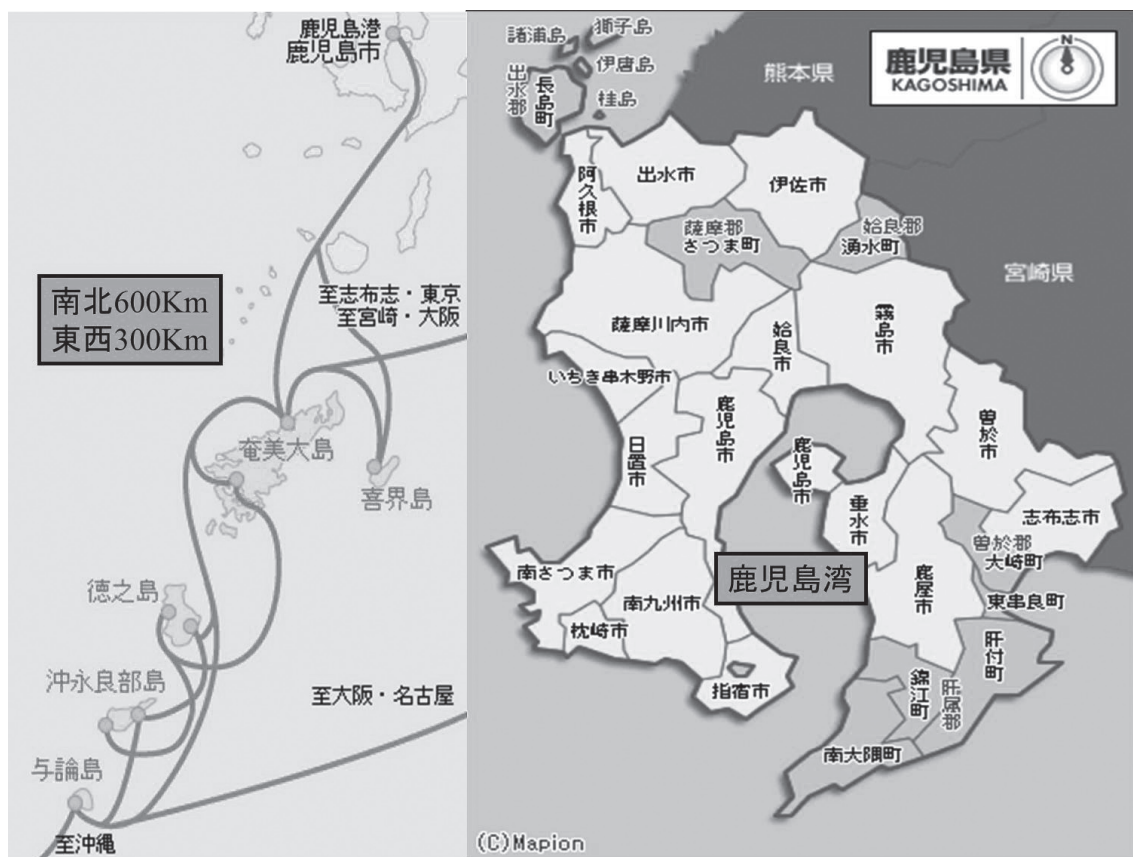 鹿児島港
鹿児島市
南北600Km
東西300Km
至志布志・東京
至宮崎・大阪
奄美大島
喜界島
徳之島
沖永良部島
至大阪・名古屋
与論島
至沖縄
鹿児島県
KAGOSHIMA
N
諸浦島
獅子島
伊唐島
桂島
出水郡
長島町
熊本県
宮崎県
阿久根市
出水市
伊佐市
薩摩郡
さつま町
姶良郡
湧水町
薩摩川内市
姶良市
霧島市
いちき串木野市
鹿児島市
日置市
鹿児島市
垂水市
曽於市
志布志市
曽於郡
大崎町
鹿屋市
東串良町
鹿児島湾
南さつま市
南九州市
枕崎市
指宿市
肝付町
錦江町
肝属郡
南大隅町
(C)Mapion